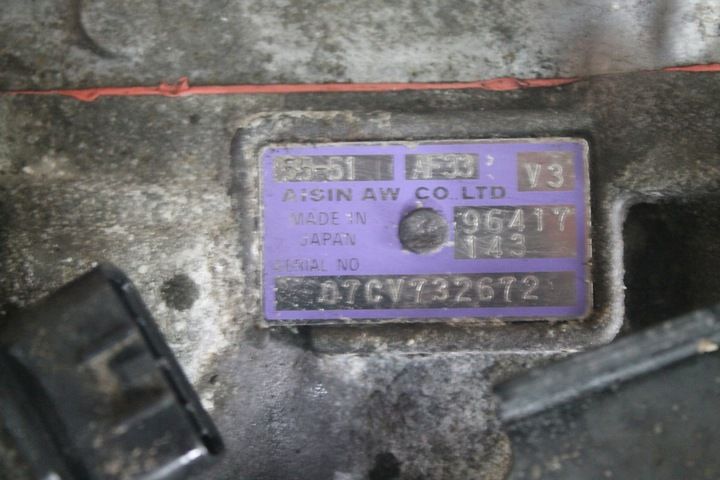 55-51 AF33 V3
AISIN AW CO.,LTD
MADE IN
JAPAN
96417
143
SERIAL NO
07CV732672